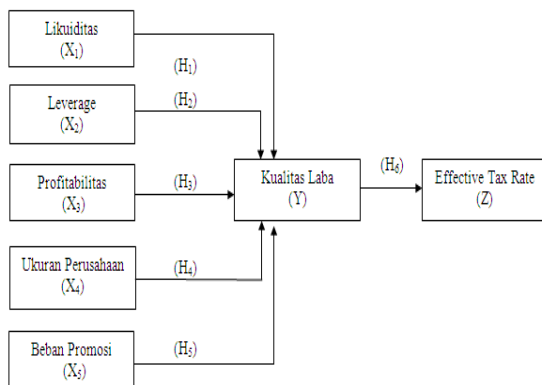 Likuiditas
(X₁)
(H₁)
Leverage
(X₂)
(H₂)
Profitabilitas
(X₃)
(H₃)
Kualitas Laba
(Y)
(H₆)
Effective Tax Rate
(Z)
Ukuran Perusahaan
(X₄)
(H₄)
Beban Promosi
(X₅)
(H₅)